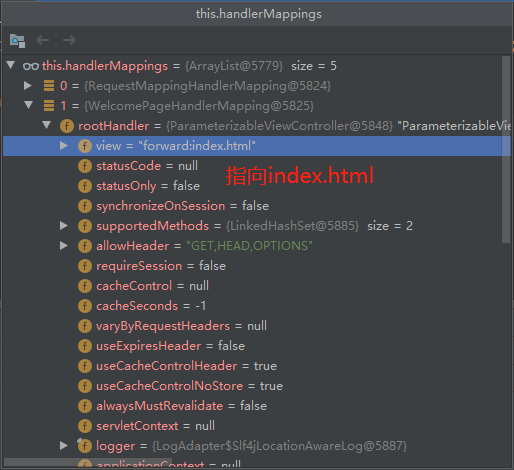 this.handlerMappings
this.handlerMappings = {ArrayList@5779} size = 5
0 = {RequestMappingHandlerMapping@5824}
1 = {WelcomePageHandlerMapping@5825}
rootHandler = {ParameterizableViewController@5848} "ParameterizableVie
view = "forward:index.html"
statusCode = null
statusOnly = false
指向index.html
synchronizeOnSession = false
supportedMethods = {LinkedHashSet@5885} size = 2
allowHeader = "GET,HEAD,OPTIONS"
requireSession = false
cacheControl = null
cacheSeconds = -1
varyByRequestHeaders = null
useExpiresHeader = false
useCacheControlHeader = true
useCacheControlNoStore = true
alwaysMustRevalidate = false
servletContext = null
logger = {LogAdapter$Slf4jLocationAwareLog@5887}
applicationContext = null